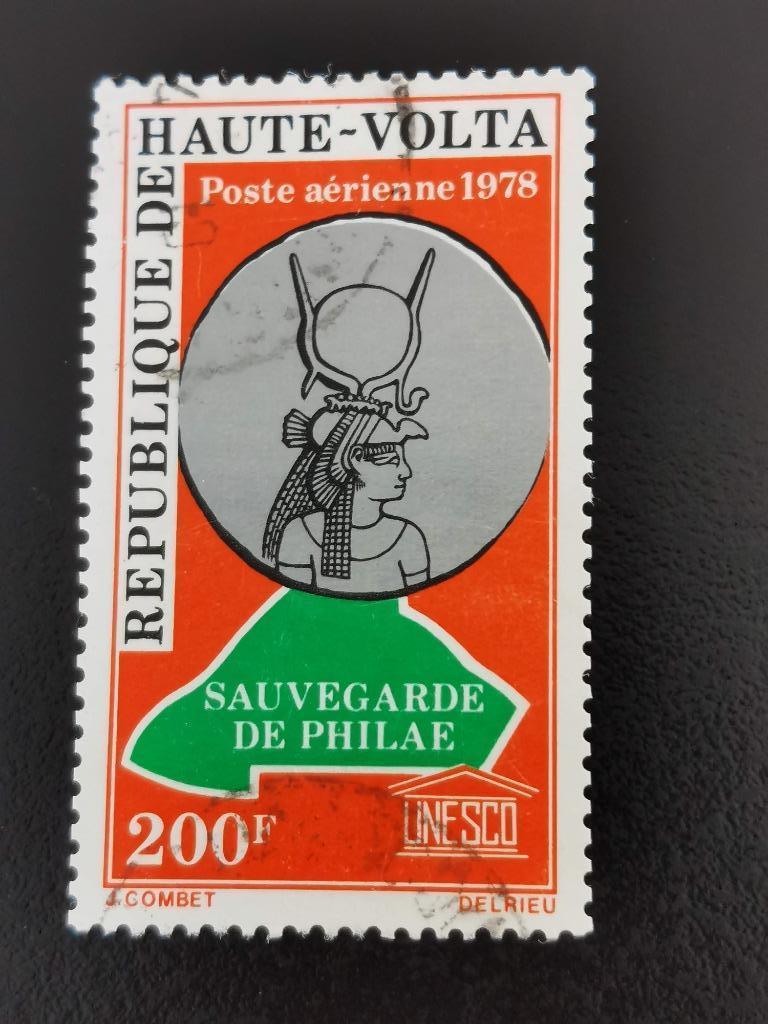 REPUBLIQUE DE
HAUTE~VOLTA
Poste aérienne 1978
SAUVEGARDE
DE PHILAE
200F
UNESCO
J.COMBET
DELRIEU